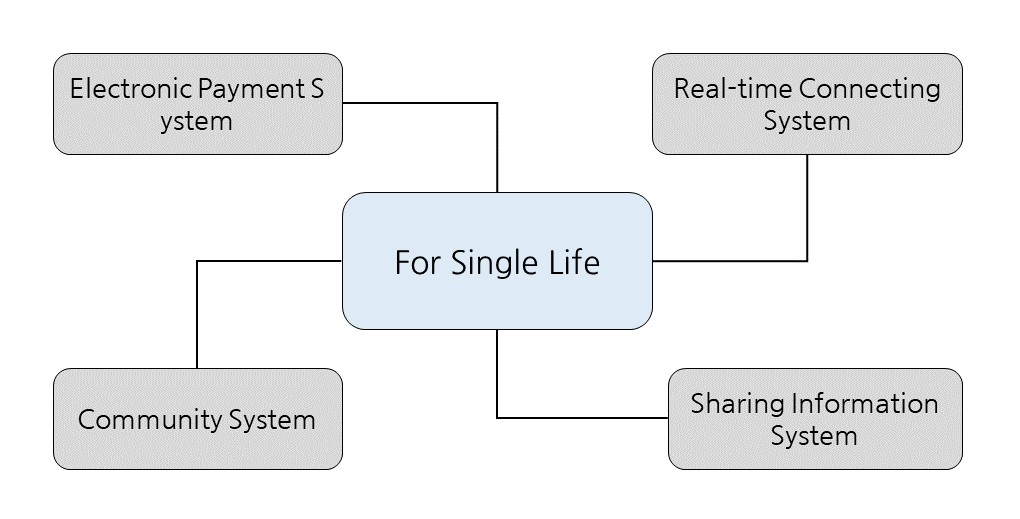 Electronic Payment S
ystem
Real-time Connecting
System
For Single Life
Community System
Sharing Information
System